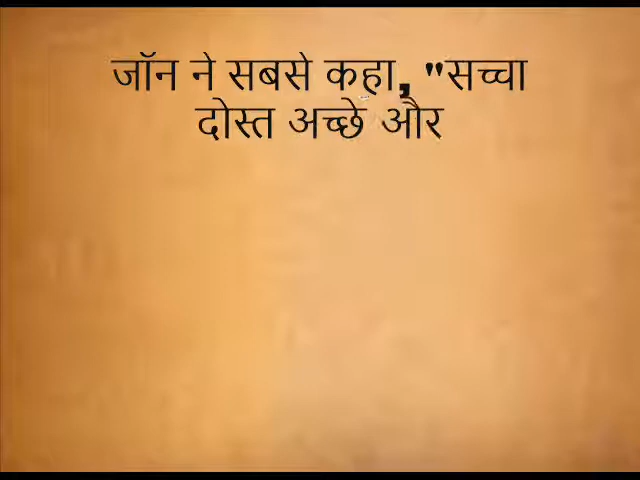 जॉन ने सबसे कहा, "सच्चा
दोस्त अच्छे और